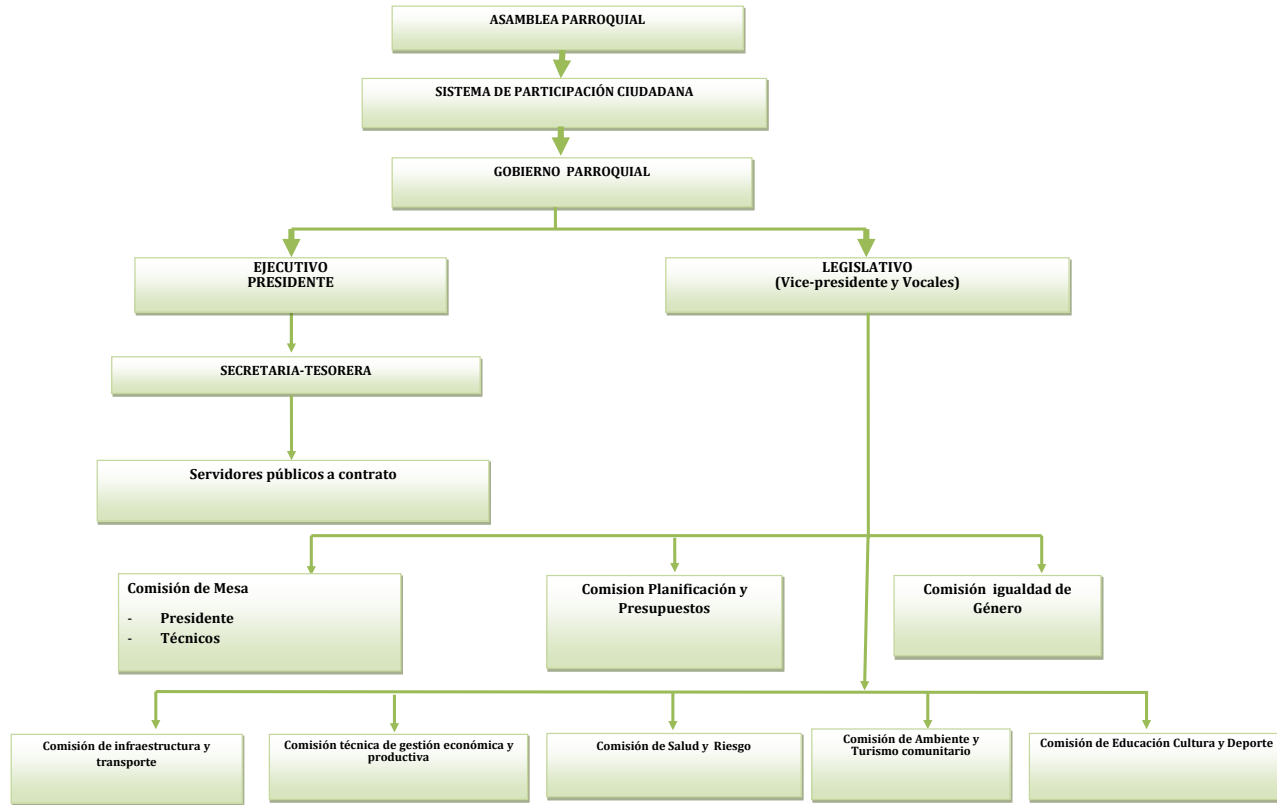 ASAMBLEA PARROQUIAL
SISTEMA DE PARTICIPACIÓN CIUDADANA
GOBIERNO PARROQUIAL
EJECUTIVO
PRESIDENTE
LEGISLATIVO
(Vice-presidente y Vocales)
SECRETARIA-TESORERA
Servidores públicos a contrato
Comisión de Mesa
- Presidente
- Técnicos
Comision Planificación y
Presupuestos
Comisión igualdad de
Género
Comisión de infraestructura y
transporte
Comisión técnica de gestión económica y
productiva
Comisión de Salud y Riesgo
Comisión de Ambiente y
Turismo comunitario
Comisión de Educación Cultura y Deporte